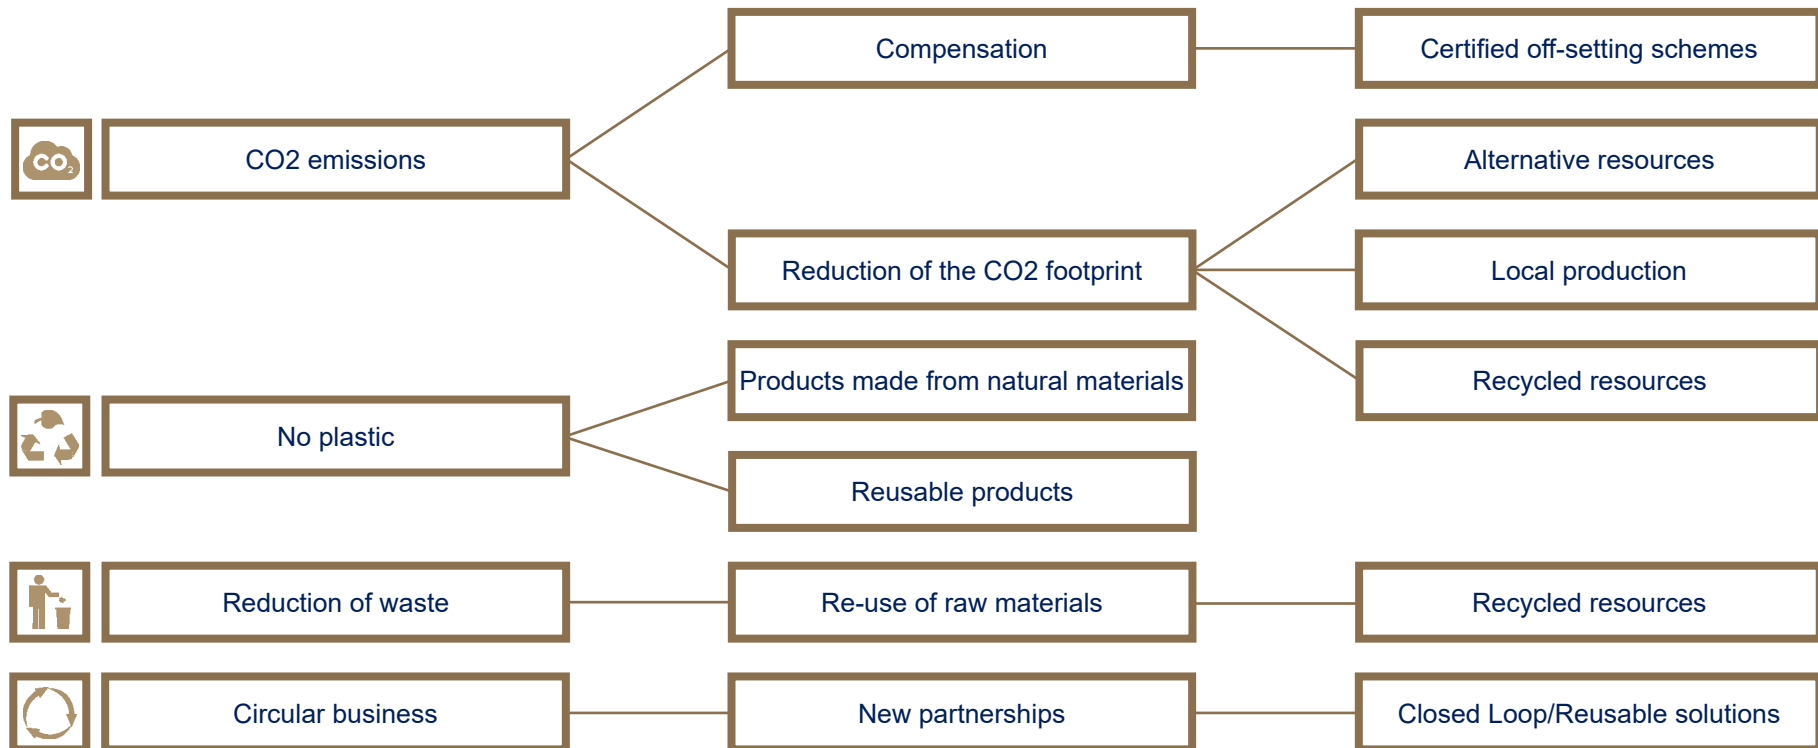 Compensation
Certified off-setting schemes
CO2
CO2 emissions
Alternative resources
Reduction of the CO2 footprint
Local production
Products made from natural materials
Recycled resources
No plastic
Reusable products
Reduction of waste
Re-use of raw materials
Recycled resources
Circular business
New partnerships
Closed Loop/Reusable solutions